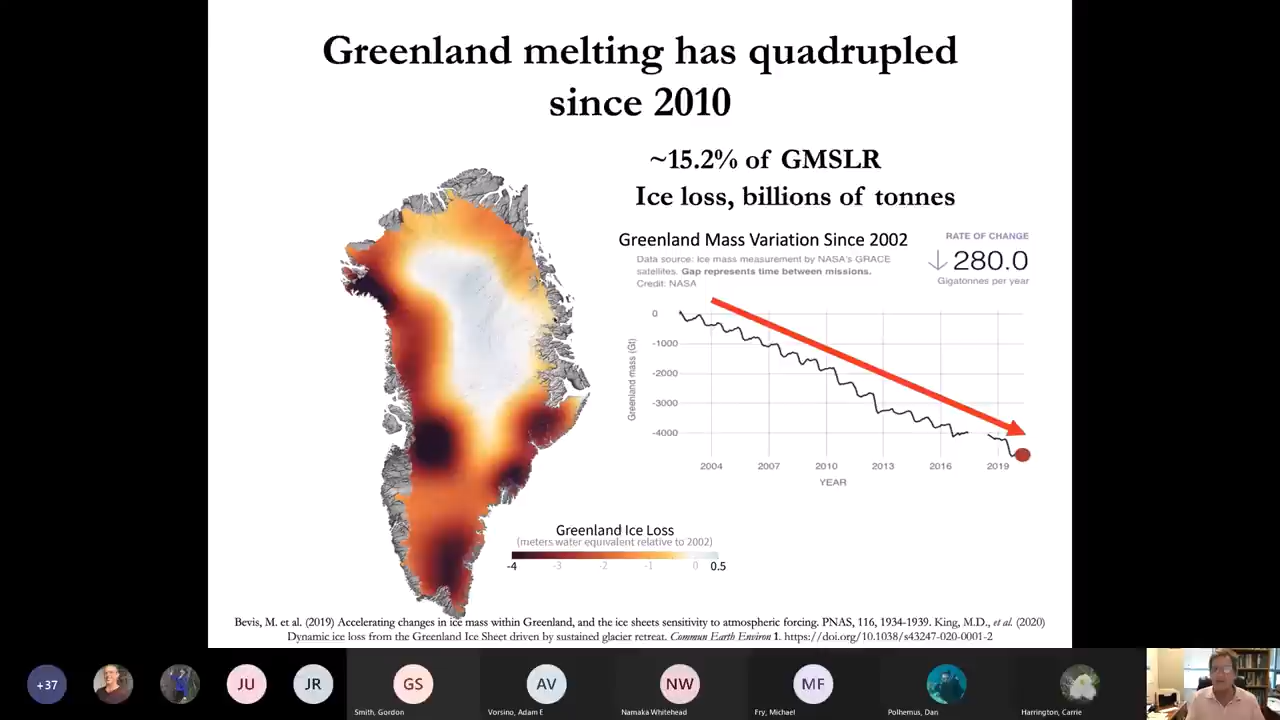 Greenland melting has quadrupled
since 2010
~15.2% of GMSLR
Ice loss, billions of tonnes
Greenland Mass Variation Since 2002
Data source: Ice mass measurement by NASA's GRACE
satellites. Gap represents time between missions.
Credit: NASA
RATE OF CHANGE
↓ 280.0
Gigatonnes per year
Greenland mass (Gt)
0
-1000
-2000
-3000
-4000
2004 2007 2010 2013 2016 2019
YEAR
Greenland Ice Loss
(meters water equivalent relative to 2002)
-4 -3 -2 -1 0 0.5
Bevis, M. et al. (2019) Accelerating changes in ice mass within Greenland, and the ice sheets sensitivity to atmospheric forcing. PNAS, 116, 1934-1939. King, M.D., et al. (2020)
Dynamic ice loss from the Greenland Ice Sheet driven by sustained glacier retreat. Commun Earth Environ 1. https://doi.org/10.1038/s43247-020-0001-2
+37 JU JR GS AV NW MF
Smith, Gordon Vorsino, Adam E Namaka Whitehead Fry, Michael Polhemus, Dan Harrington, Carrie